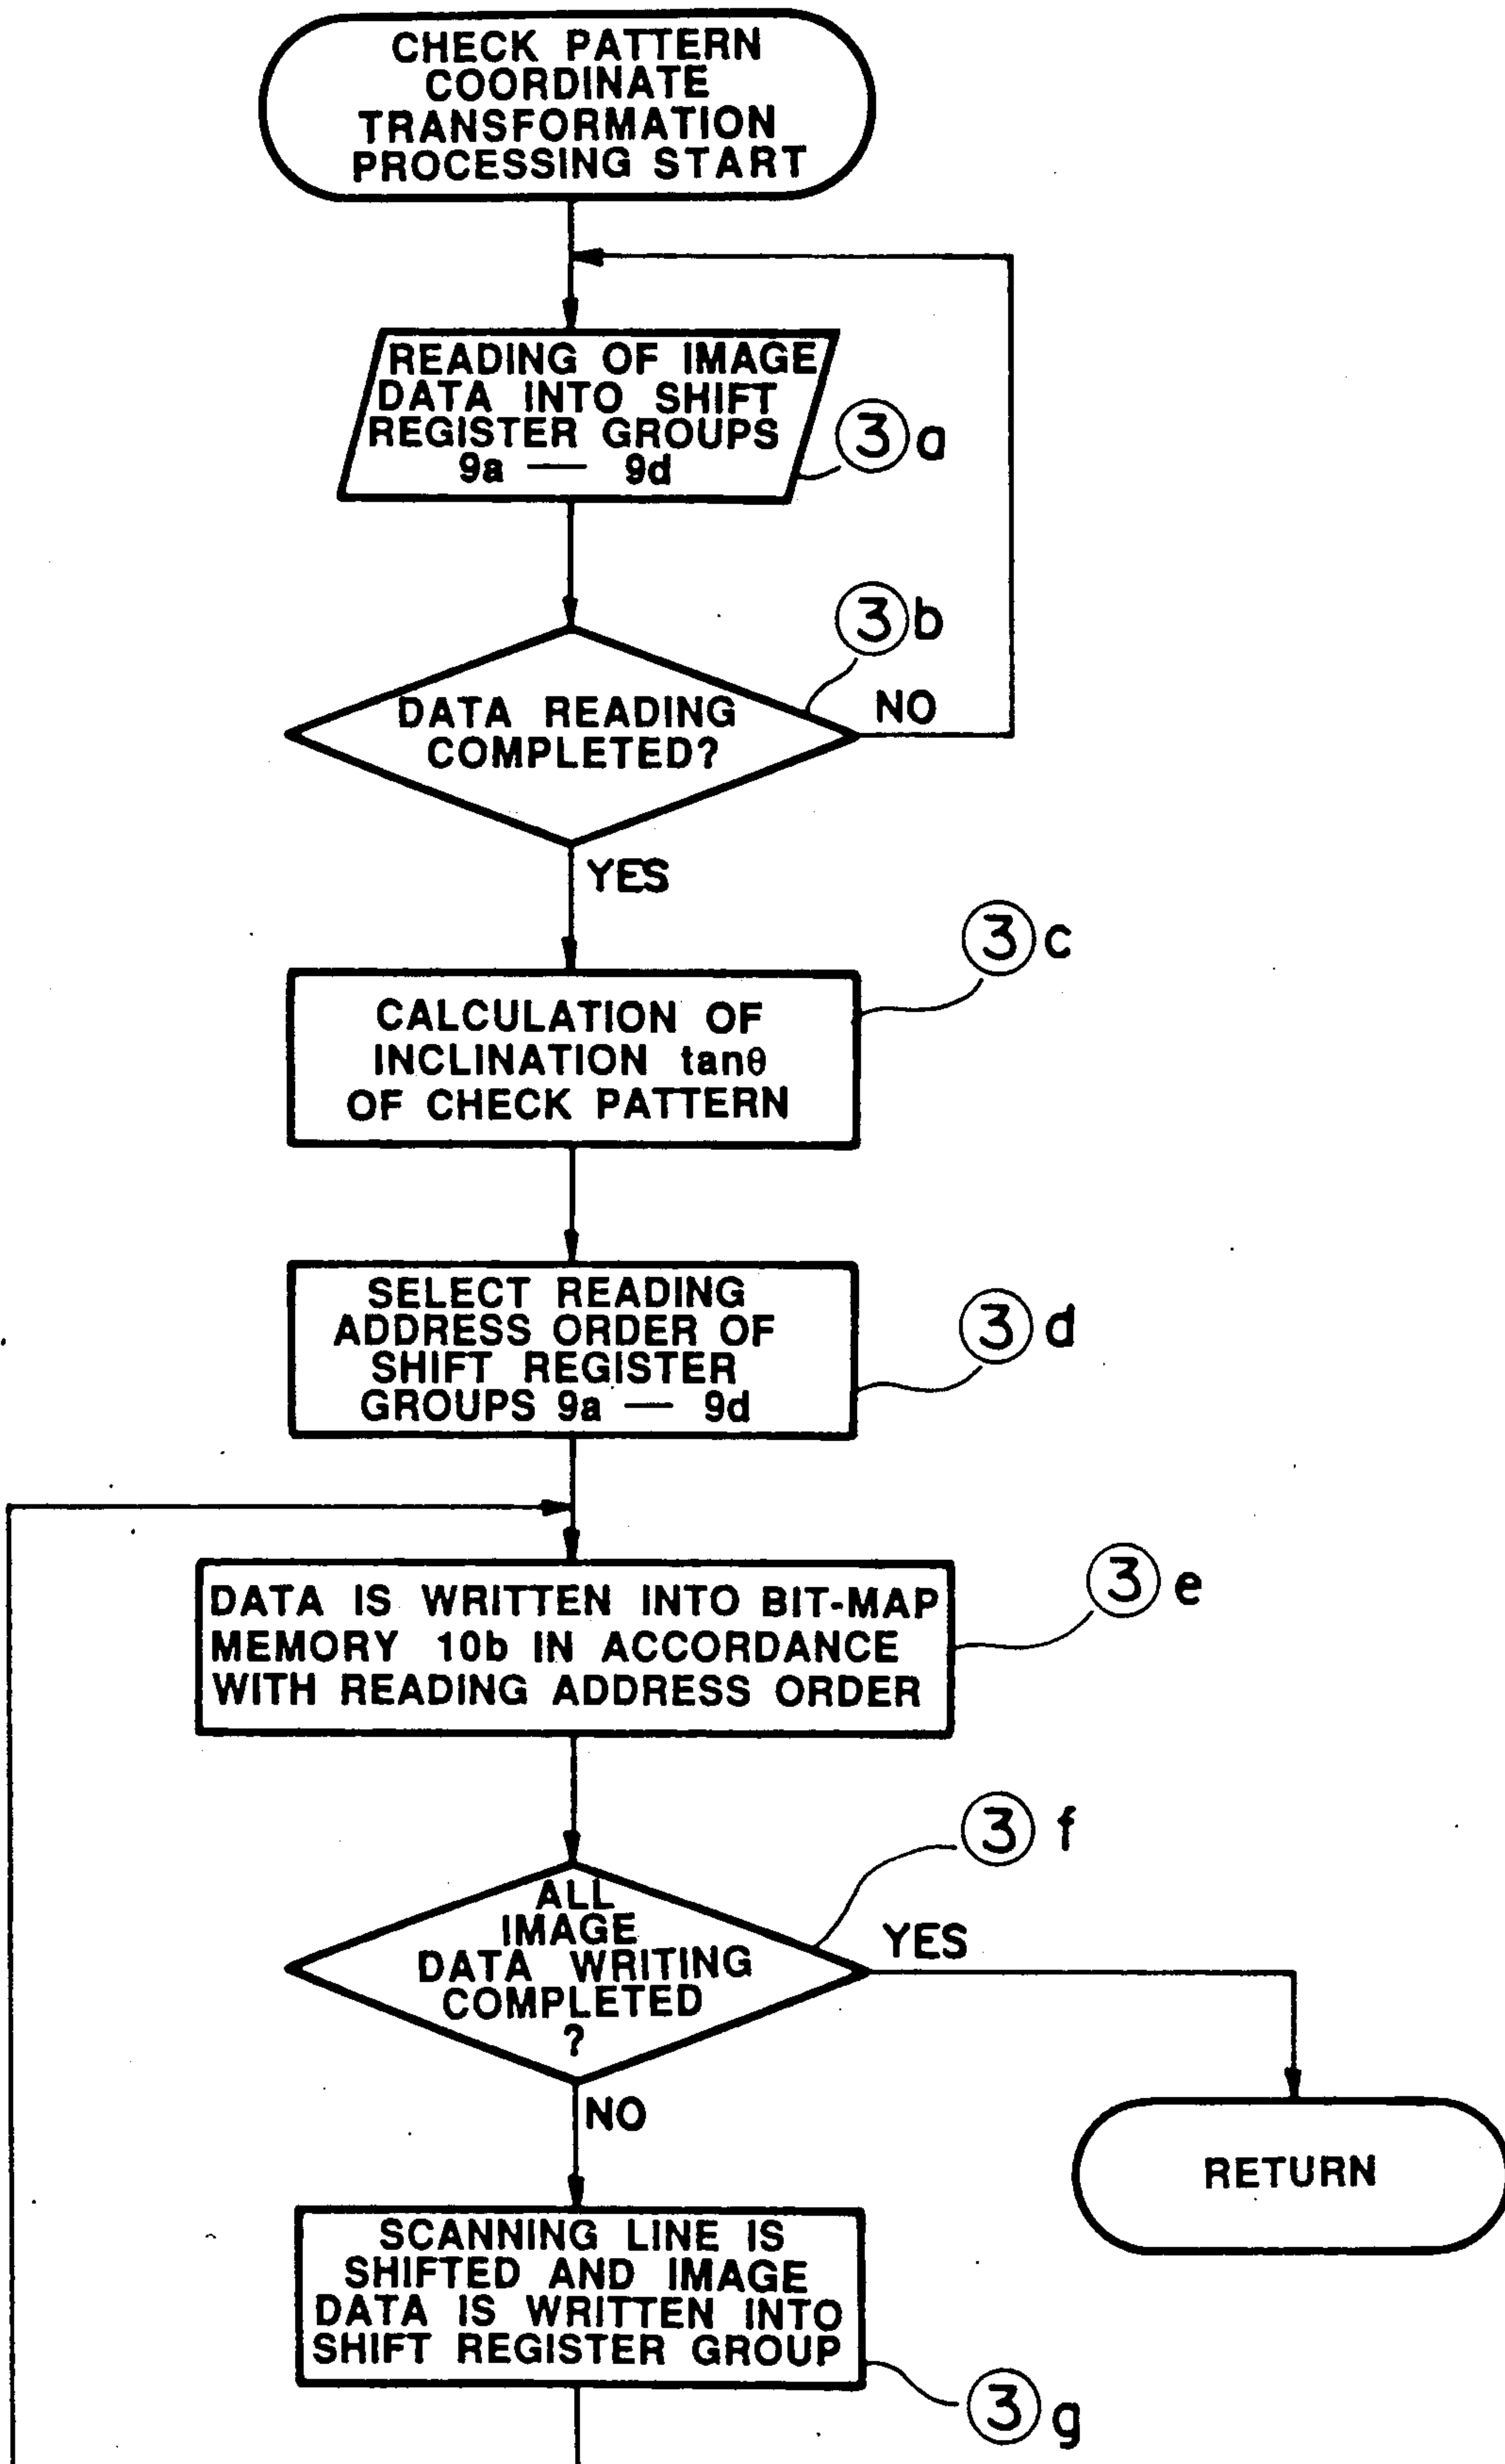 CHECK PATTERN
COORDINATE
TRANSFORMATION
PROCESSING START
READING OF IMAGE
DATA INTO SHIFT
REGISTER GROUPS
9a — 9d
③a
③b
DATA READING
COMPLETED?
NO
YES
③c
CALCULATION OF
INCLINATION tanθ
OF CHECK PATTERN
SELECT READING
ADDRESS ORDER OF
SHIFT REGISTER
GROUPS 9a — 9d
③d
DATA IS WRITTEN INTO BIT-MAP
MEMORY 10b IN ACCORDANCE
WITH READING ADDRESS ORDER
③e
③f
ALL
IMAGE
DATA WRITING
COMPLETED
?
YES
NO
RETURN
SCANNING LINE IS
SHIFTED AND IMAGE
DATA IS WRITTEN INTO
SHIFT REGISTER GROUP
③g